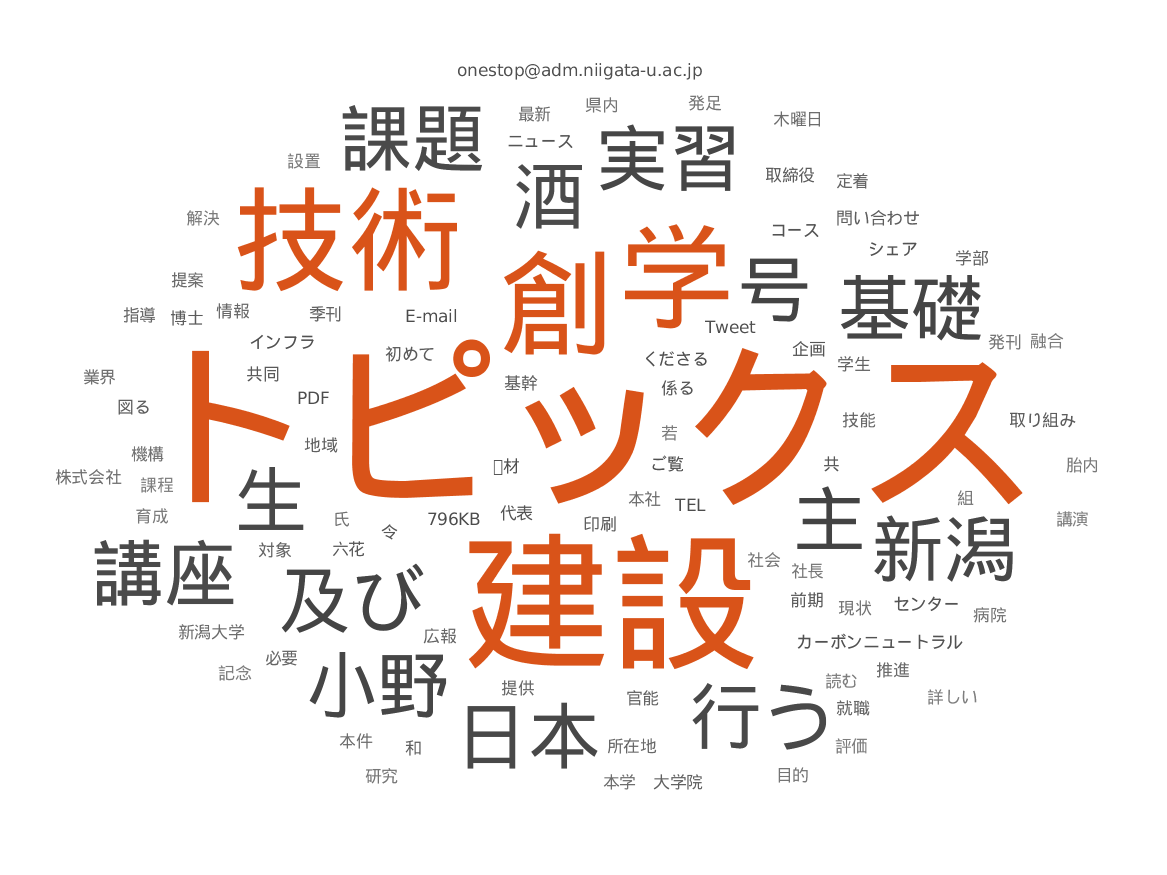 onestop@adm.niigata-u.ac.jp
最新
県内
発足
木曜日
課題
ニュース
実習
設置
酒
取締役
定着
解決
技術
問い合わせ
コース
シェア
学部
創
学
号
基礎
提案
指導
博士
情報
季刊
E-mail
Tweet
インフラ
初めて
くださる
企画
発刊
融合
業界
共同
基幹
係る
学生
図る
PDF
トピックス
技能
取り組み
地域
若
機構
材
ご覧
共
胎内
株式会社
課程
生
本社
TEL
主
組
育成
氏
令
796KB
代表
印刷
講演
新潟
講座
対象
六花
建設
社会
社長
及び
前期
現状
センター
病院
新潟大学
広報
カーボンニュートラル
記念
必要
小野
推進
提供
官能
読む
詳しい
日本
行う
就職
本件
和
所在地
評価
研究
本学
大学院
目的